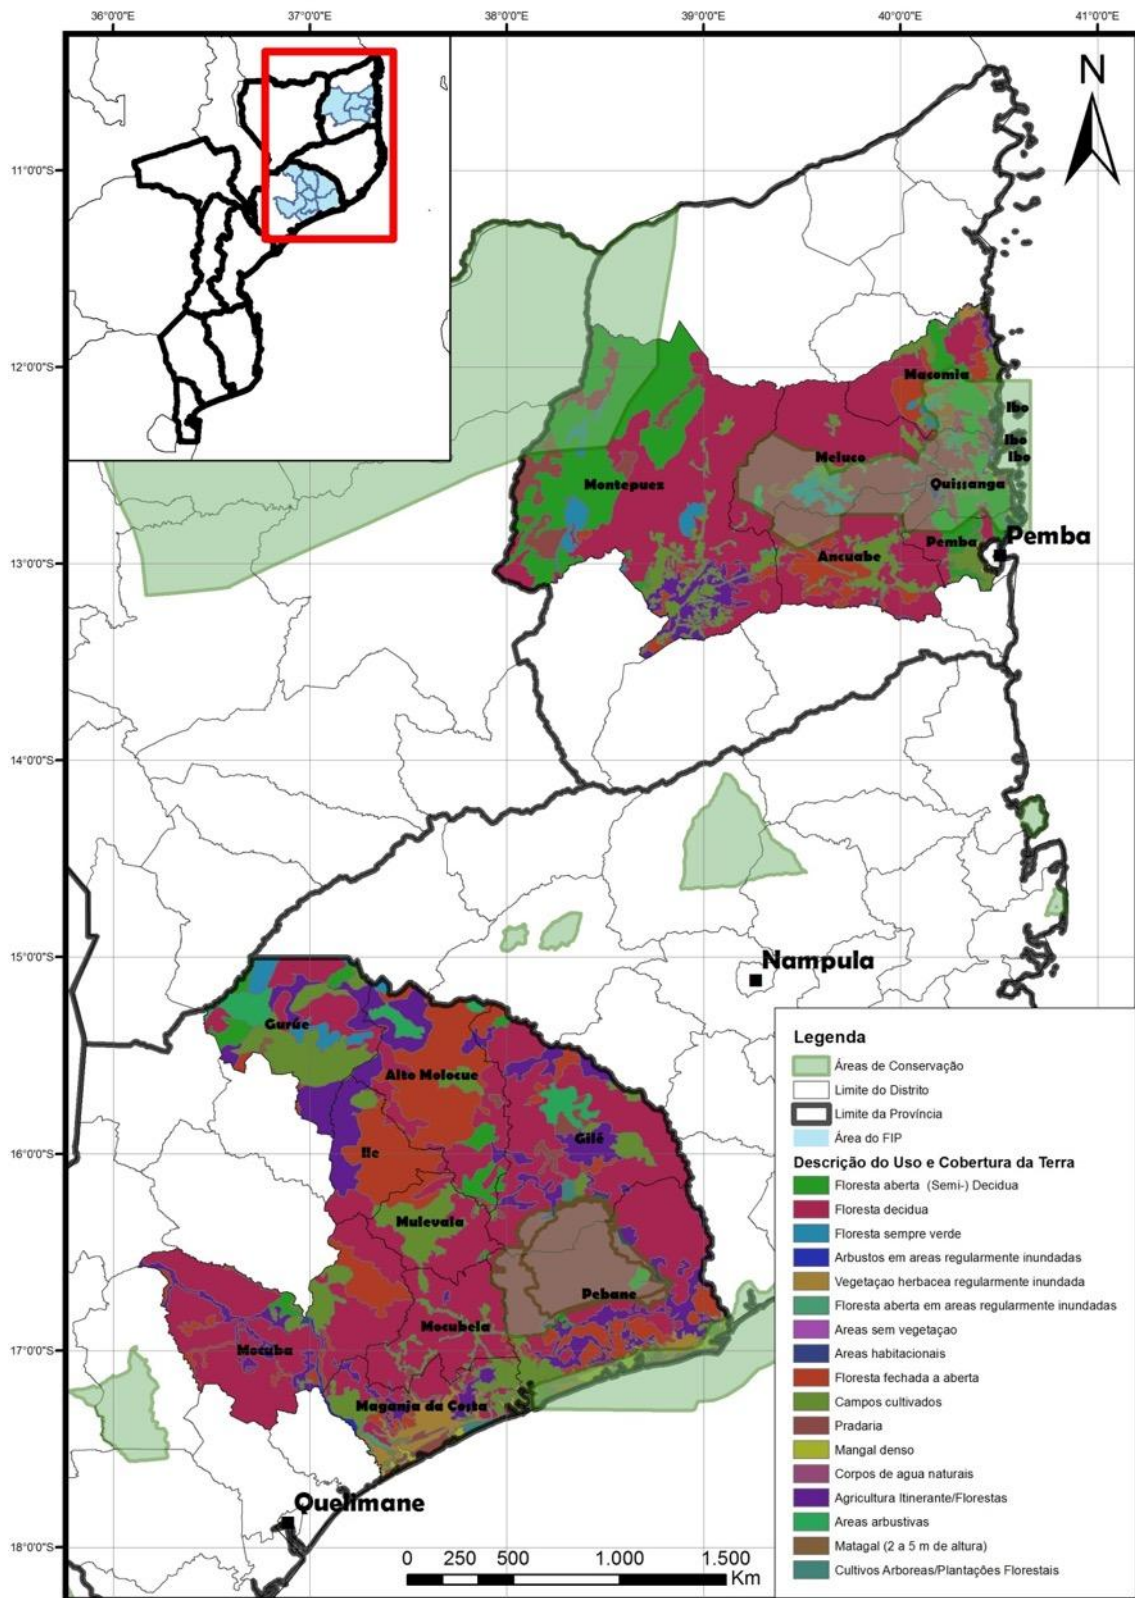 36°0'0"E 37°0'0"E 38°0'0"E 39°0'0"E 40°0'0"E 41°0'0"E
N
11°0'0"S
12°0'0"S
Macomia
Ibo
Ibo
Meluco
Ibo
Montepuez
Quissanga
Pemba
Pemba
Ancuabe
13°0'0"S
14°0'0"S
15°0'0"S
Nampula
Gurúe
Alto Molocue
Gilé
Ile
16°0'0"S
Mulevala
Pebane
Mocubela
Mocuba
17°0'0"S
Maganja da Costa
Quelimane
18°0'0"S
0 250 500 1.000 1.500
Km
Legenda
Áreas de Conservação
Limite do Distrito
Limite da Província
Área do FIP
Descrição do Uso e Cobertura da Terra
Floresta aberta (Semi-) Decidua
Floresta decidua
Floresta sempre verde
Arbustos em areas regularmente inundadas
Vegetaçao herbacea regularmente inundada
Floresta aberta em areas regularmente inundadas
Areas sem vegetaçao
Areas habitacionais
Floresta fechada a aberta
Campos cultivados
Pradaria
Mangal denso
Corpos de agua naturais
Agricultura Itinerante/Florestas
Areas arbustivas
Matagal (2 a 5 m de altura)
Cultivos Arboreas/Plantações Florestais